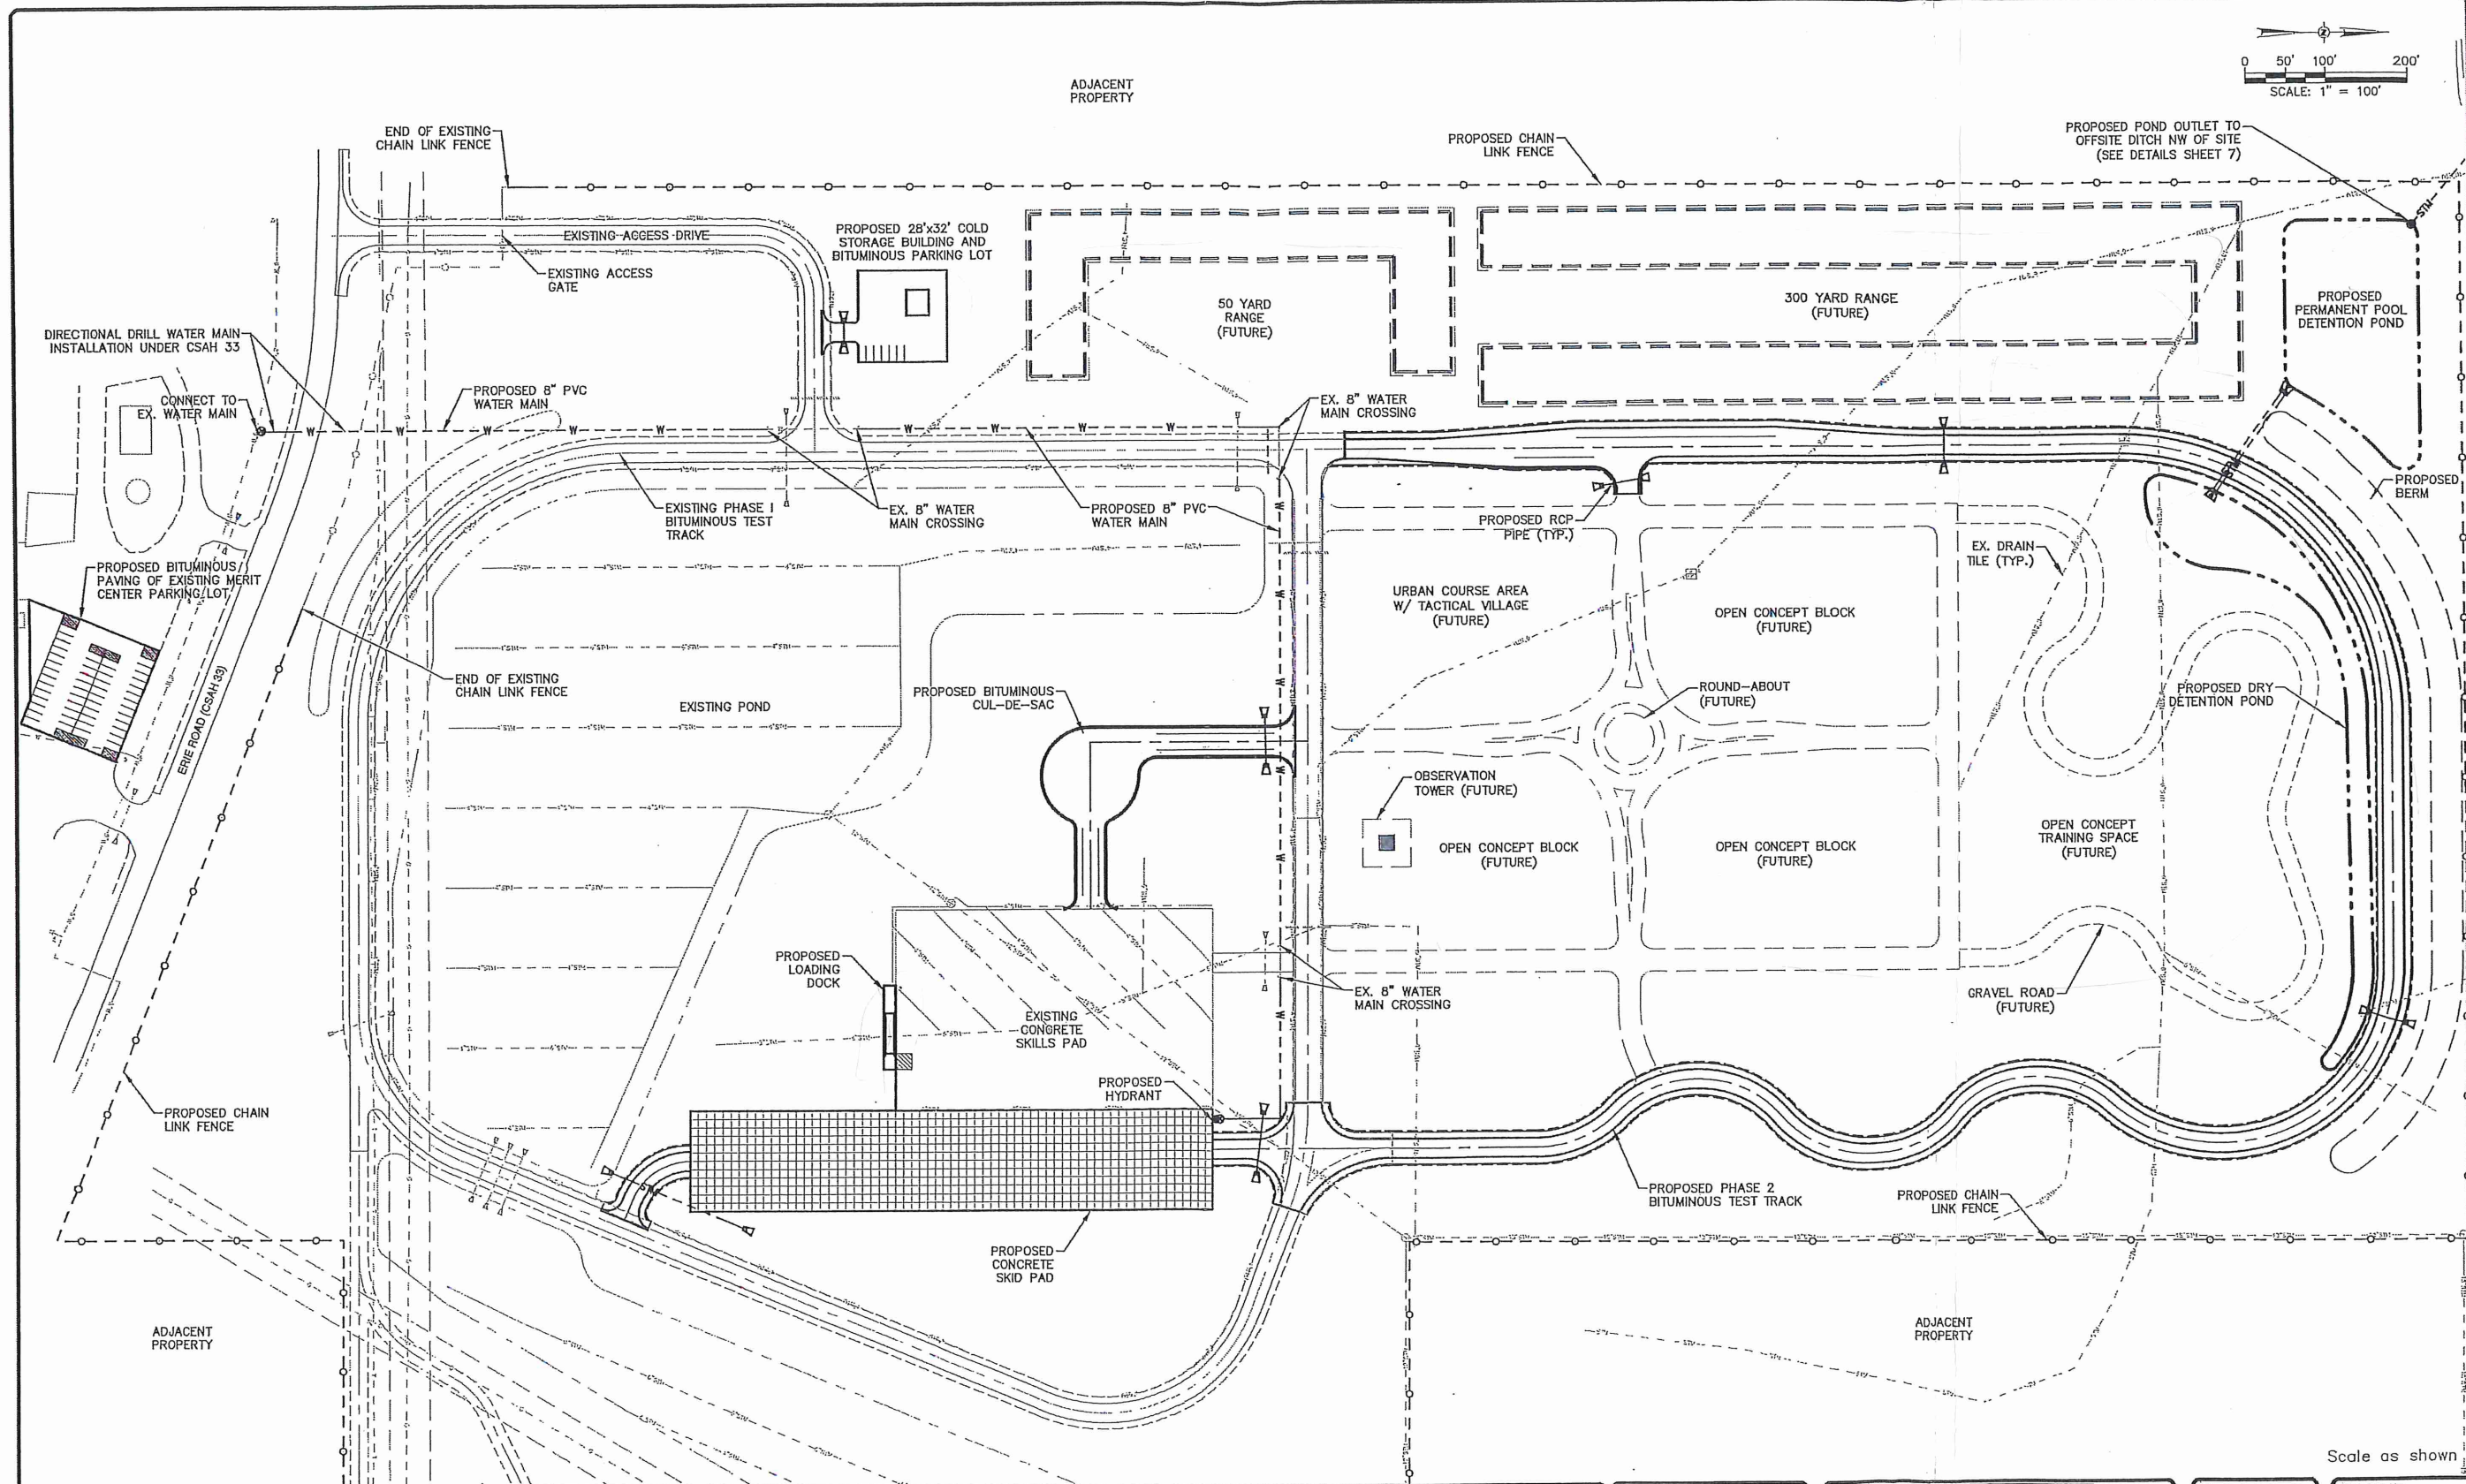 ADJACENT
PROPERTY
0 50' 100' 200'
SCALE: 1" = 100'
END OF EXISTING
CHAIN LINK FENCE
PROPOSED CHAIN
LINK FENCE
PROPOSED POND OUTLET TO
OFFSITE DITCH NW OF SITE
(SEE DETAILS SHEET 7)
STM
EXISTING ACCESS DRIVE
EXISTING ACCESS
GATE
PROPOSED 28'x32' COLD
STORAGE BUILDING AND
BITUMINOUS PARKING LOT
50 YARD
RANGE
(FUTURE)
300 YARD RANGE
(FUTURE)
PROPOSED
PERMANENT POOL
DETENTION POND
DIRECTIONAL DRILL WATER MAIN
INSTALLATION UNDER CSAH 33
CONNECT TO
EX. WATER MAIN
PROPOSED 8" PVC
WATER MAIN
EX. 8" WATER
MAIN CROSSING
EXISTING PHASE I
BITUMINOUS TEST
TRACK
EX. 8" WATER
MAIN CROSSING
PROPOSED 8" PVC
WATER MAIN
PROPOSED RCP
PIPE (TYP.)
EX. DRAIN
TILE (TYP.)
PROPOSED
BERM
PROPOSED BITUMINOUS
PAVING OF EXISTING MERIT
CENTER PARKING LOT
ERIE ROAD (CSAH 33)
END OF EXISTING
CHAIN LINK FENCE
EXISTING POND
PROPOSED BITUMINOUS
CUL-DE-SAC
URBAN COURSE AREA
W/ TACTICAL VILLAGE
(FUTURE)
OPEN CONCEPT BLOCK
(FUTURE)
ROUND-ABOUT
(FUTURE)
PROPOSED DRY
DETENTION POND
OBSERVATION
TOWER (FUTURE)
OPEN CONCEPT BLOCK
(FUTURE)
OPEN CONCEPT BLOCK
(FUTURE)
OPEN CONCEPT
TRAINING SPACE
(FUTURE)
PROPOSED
LOADING
DOCK
EXISTING
CONCRETE
SKILLS PAD
EX. 8" WATER
MAIN CROSSING
GRAVEL ROAD
(FUTURE)
PROPOSED
HYDRANT
PROPOSED CHAIN
LINK FENCE
PROPOSED PHASE 2
BITUMINOUS TEST TRACK
PROPOSED CHAIN
LINK FENCE
PROPOSED
CONCRETE
SKID PAD
ADJACENT
PROPERTY
ADJACENT
PROPERTY
Scale as shown